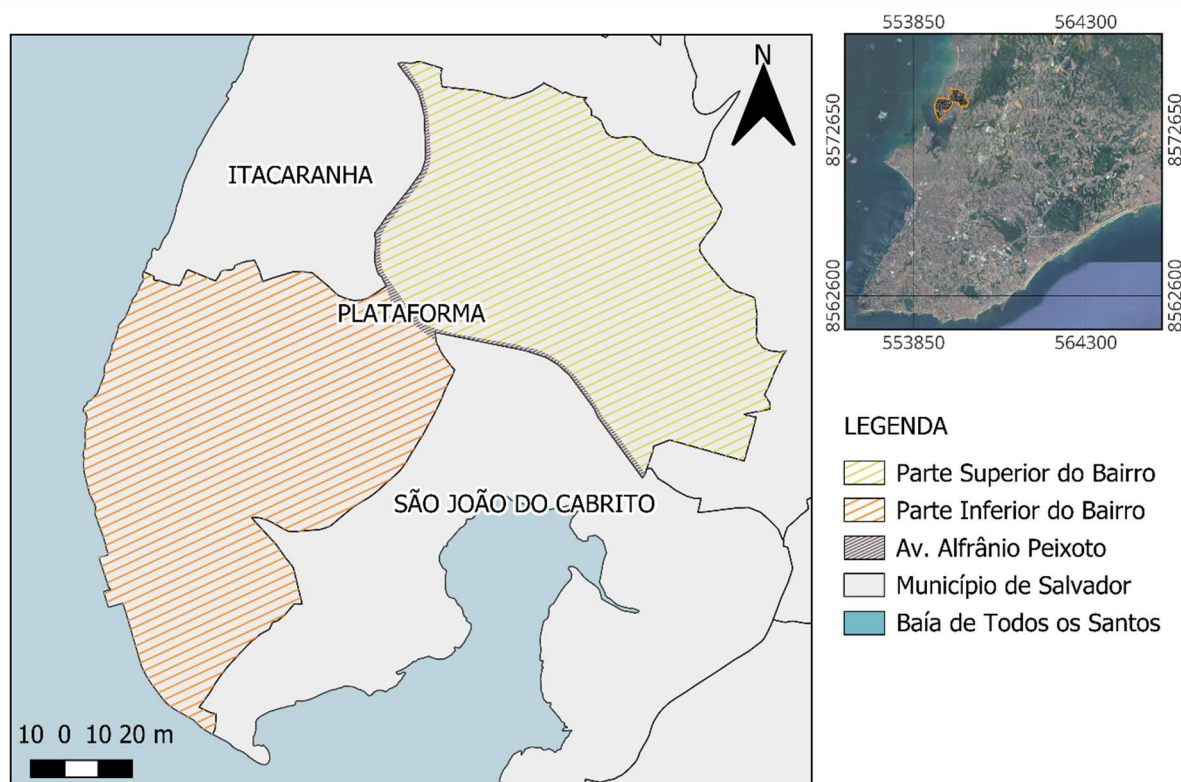 553850 564300
N
8572650 8572650
ITACARANHA
PLATAFORMA
8562600 8562600
553850 564300
SÃO JOÃO DO CABRITO
10 0 10 20 m
LEGENDA
Parte Superior do Bairro
Parte Inferior do Bairro
Av. Alfrânio Peixoto
Município de Salvador
Baía de Todos os Santos